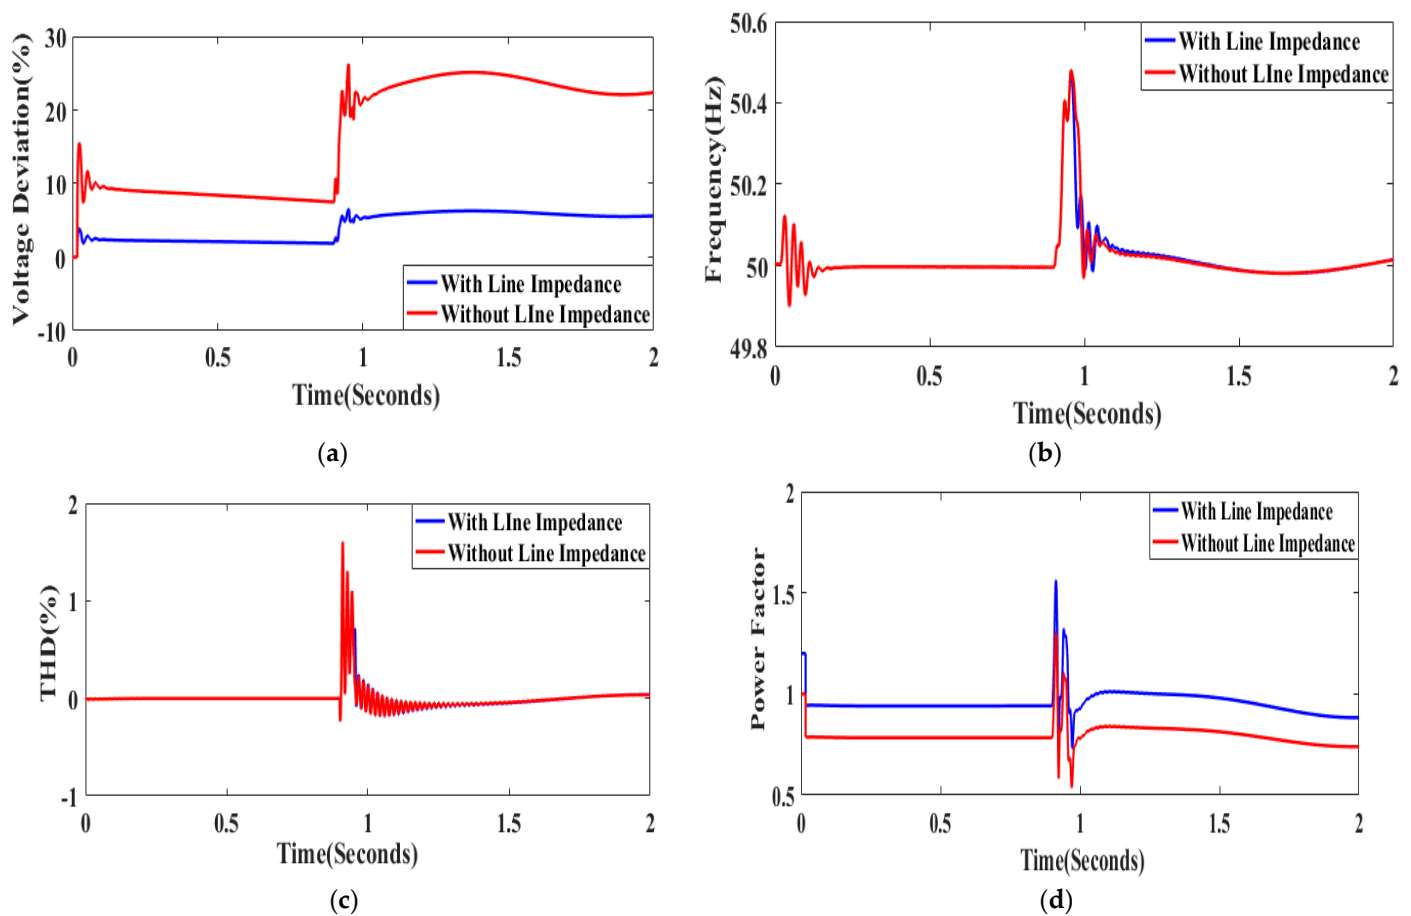 30
20
10
0
-10
Voltage Deviation(%)
With Line Impedance
Without LIne Impedance
0
0.5
1
1.5
2
Time(Seconds)
(a)
50.6
50.4
50.2
50
49.8
Frequency(Hz)
With Line Impedance
Without LIne Impedance
0
0.5
1
1.5
2
Time(Seconds)
(b)
2
1
0
-1
THD(%)
With LIne Impedance
Without Line Impedance
0
0.5
1
1.5
2
Time(Seconds)
(c)
2
1.5
1
0.5
Power Factor
With Line Impedance
Without Line Impedance
0
0.5
1
1.5
2
Time(Seconds)
(d)